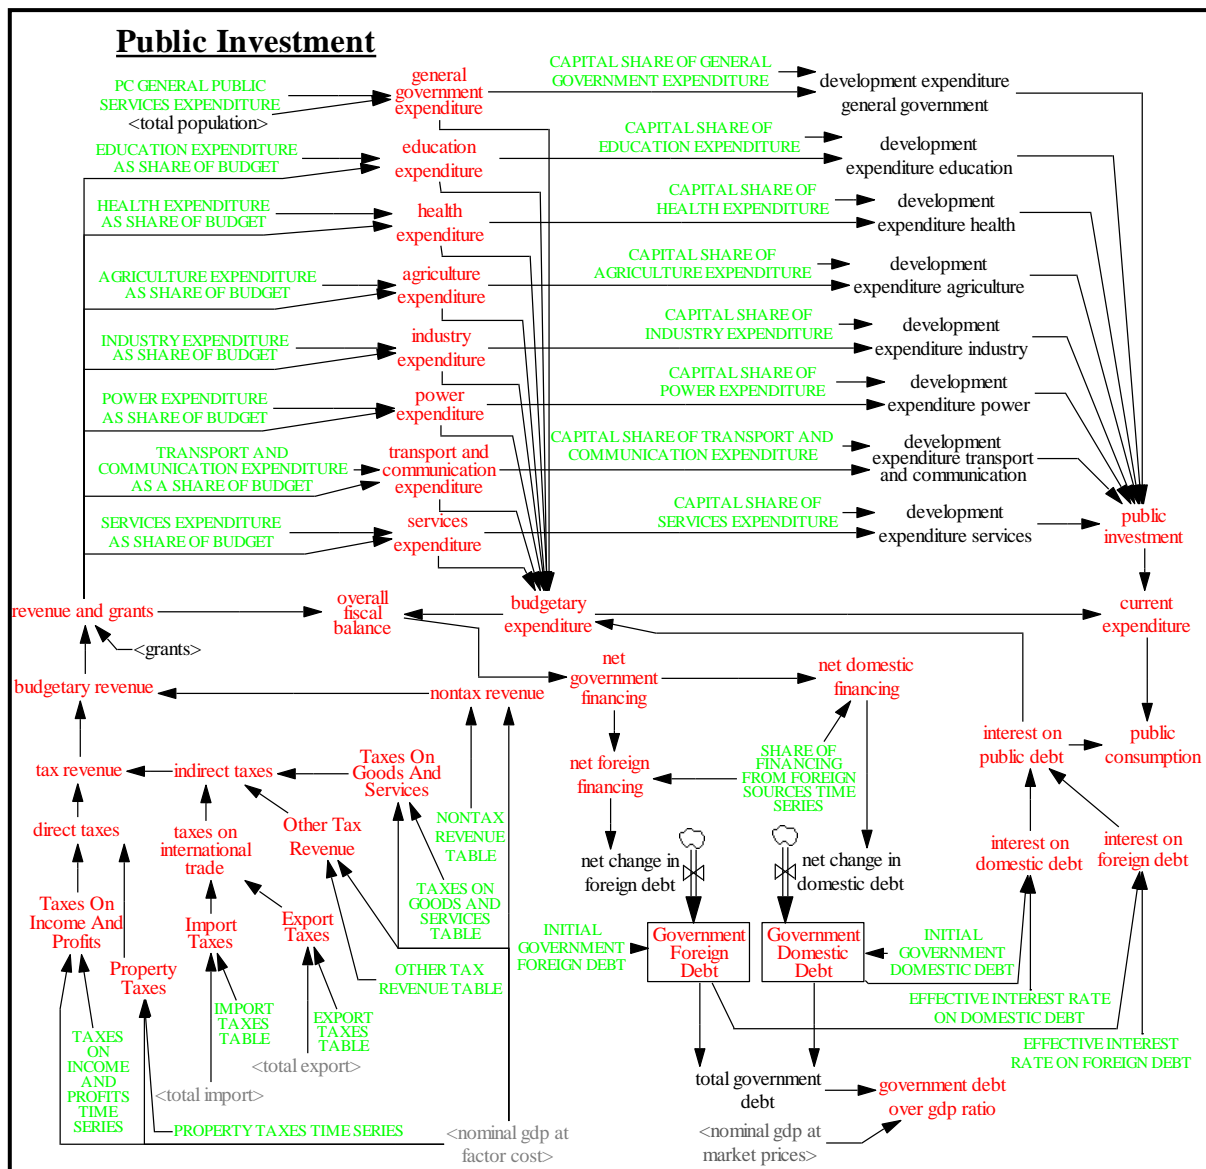 Public Investment
PC GENERAL PUBLIC
SERVICES EXPENDITURE
<total population>
general
government
expenditure
CAPITAL SHARE OF GENERAL
GOVERNMENT EXPENDITURE
development expenditure
general government
EDUCATION EXPENDITURE
AS SHARE OF BUDGET
education
expenditure
CAPITAL SHARE OF
EDUCATION EXPENDITURE
development
expenditure education
HEALTH EXPENDITURE
AS SHARE OF BUDGET
health
expenditure
CAPITAL SHARE OF
HEALTH EXPENDITURE
development
expenditure health
AGRICULTURE EXPENDITURE
AS SHARE OF BUDGET
agriculture
expenditure
CAPITAL SHARE OF
AGRICULTURE EXPENDITURE
development
expenditure agriculture
INDUSTRY EXPENDITURE
AS SHARE OF BUDGET
industry
expenditure
CAPITAL SHARE OF
INDUSTRY EXPENDITURE
development
expenditure industry
POWER EXPENDITURE
AS SHARE OF BUDGET
power
expenditure
CAPITAL SHARE OF
POWER EXPENDITURE
development
expenditure power
TRANSPORT AND
COMMUNICATION EXPENDITURE
AS A SHARE OF BUDGET
transport and
communication
expenditure
CAPITAL SHARE OF TRANSPORT AND
COMMUNICATION EXPENDITURE
development
expenditure transport
and communication
SERVICES EXPENDITURE
AS SHARE OF BUDGET
services
expenditure
CAPITAL SHARE OF
SERVICES EXPENDITURE
development
expenditure services
public
investment
revenue and grants
overall
fiscal
balance
budgetary
expenditure
current
expenditure
<grants>
budgetary revenue
nontax revenue
net
government
financing
net domestic
financing
interest on
public debt
public
consumption
tax revenue
indirect taxes
Taxes On
Goods And
Services
net foreign
financing
SHARE OF
FINANCING
FROM FOREIGN
SOURCES TIME
SERIES
direct taxes
taxes on
international
trade
Other Tax
Revenue
NONTAX
REVENUE
TABLE
net change in
foreign debt
net change in
domestic debt
interest on
domestic debt
interest on
foreign debt
Taxes On
Income And
Profits
Import
Taxes
Export
Taxes
TAXES ON
GOODS AND
SERVICES
TABLE
INITIAL
GOVERNMENT
FOREIGN DEBT
Government
Foreign
Debt
Government
Domestic
Debt
INITIAL
GOVERNMENT
DOMESTIC DEBT
Property
Taxes
OTHER TAX
REVENUE TABLE
EFFECTIVE INTEREST RATE
ON DOMESTIC DEBT
TAXES
ON
INCOME
AND
PROFITS
TIME
SERIES
IMPORT
TAXES
TABLE
EXPORT
TAXES
TABLE
EFFECTIVE INTEREST
RATE ON FOREIGN DEBT
<total import>
<total export>
total government
debt
government debt
over gdp ratio
PROPERTY TAXES TIME SERIES
<nominal gdp at
factor cost>
<nominal gdp at
market prices>